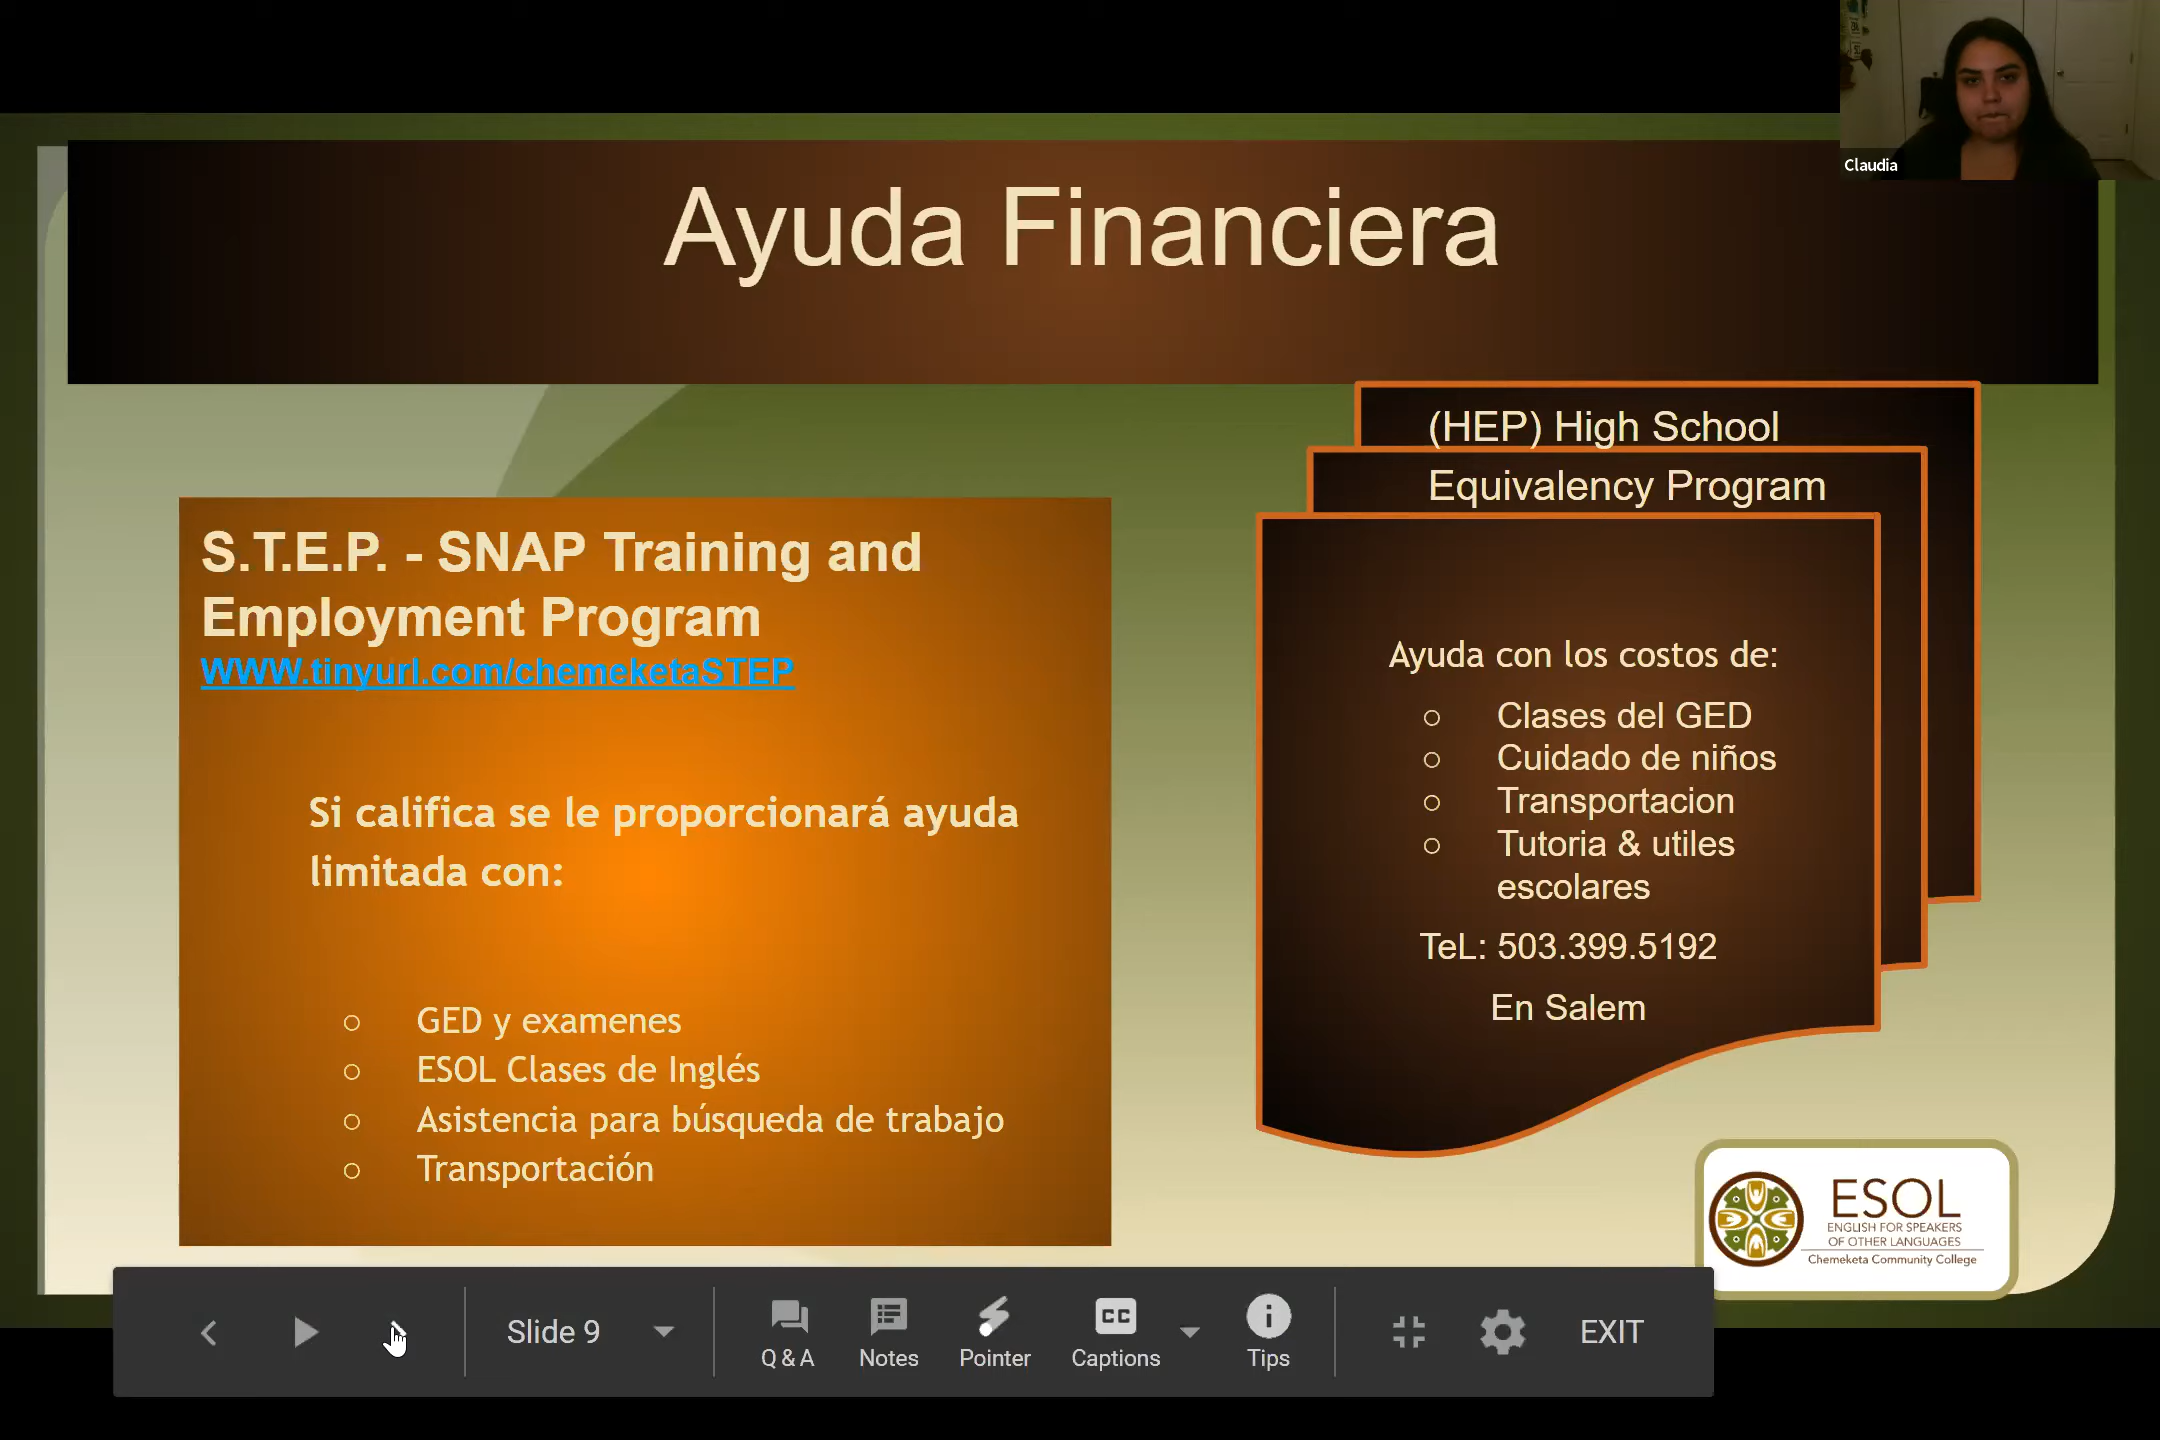 Claudia
Ayuda Financiera
S.T.E.P. - SNAP Training and
Employment Program
WWW.tinyurl.com/chemeketaSTEP
Si califica se le proporcionará ayuda
limitada con:
GED y examenes
ESOL Clases de Inglés
Asistencia para búsqueda de trabajo
Transportación
(HEP) High School
Equivalency Program
Ayuda con los costos de:
Clases del GED
Cuidado de niños
Transportacion
Tutoria & utiles
escolares
TeL: 503.399.5192
En Salem
ESOL
ENGLISH FOR SPEAKERS
OF OTHER LANGUAGES
Chemeketa Community College
Slide 9
Q & A
Notes
Pointer
CC
Captions
Tips
EXIT